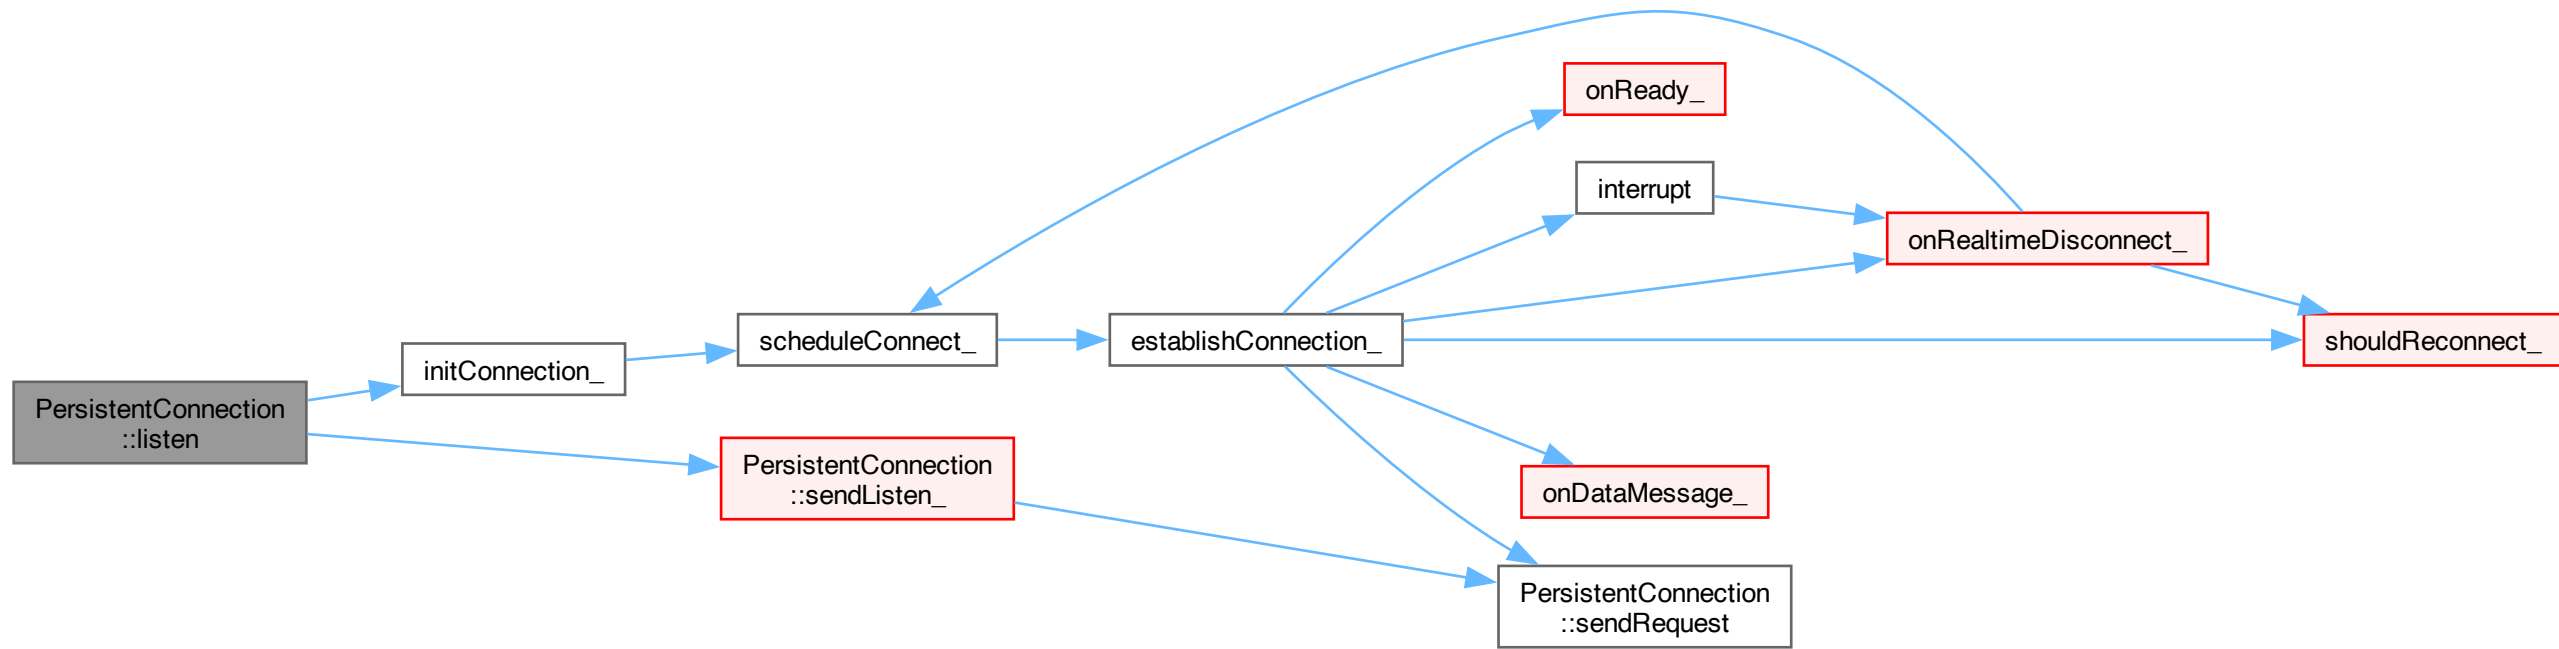 PersistentConnection
::listen
initConnection_
PersistentConnection
::sendListen_
scheduleConnect_
establishConnection_
onReady_
interrupt
onRealtimeDisconnect_
shouldReconnect_
onDataMessage_
PersistentConnection
::sendRequest